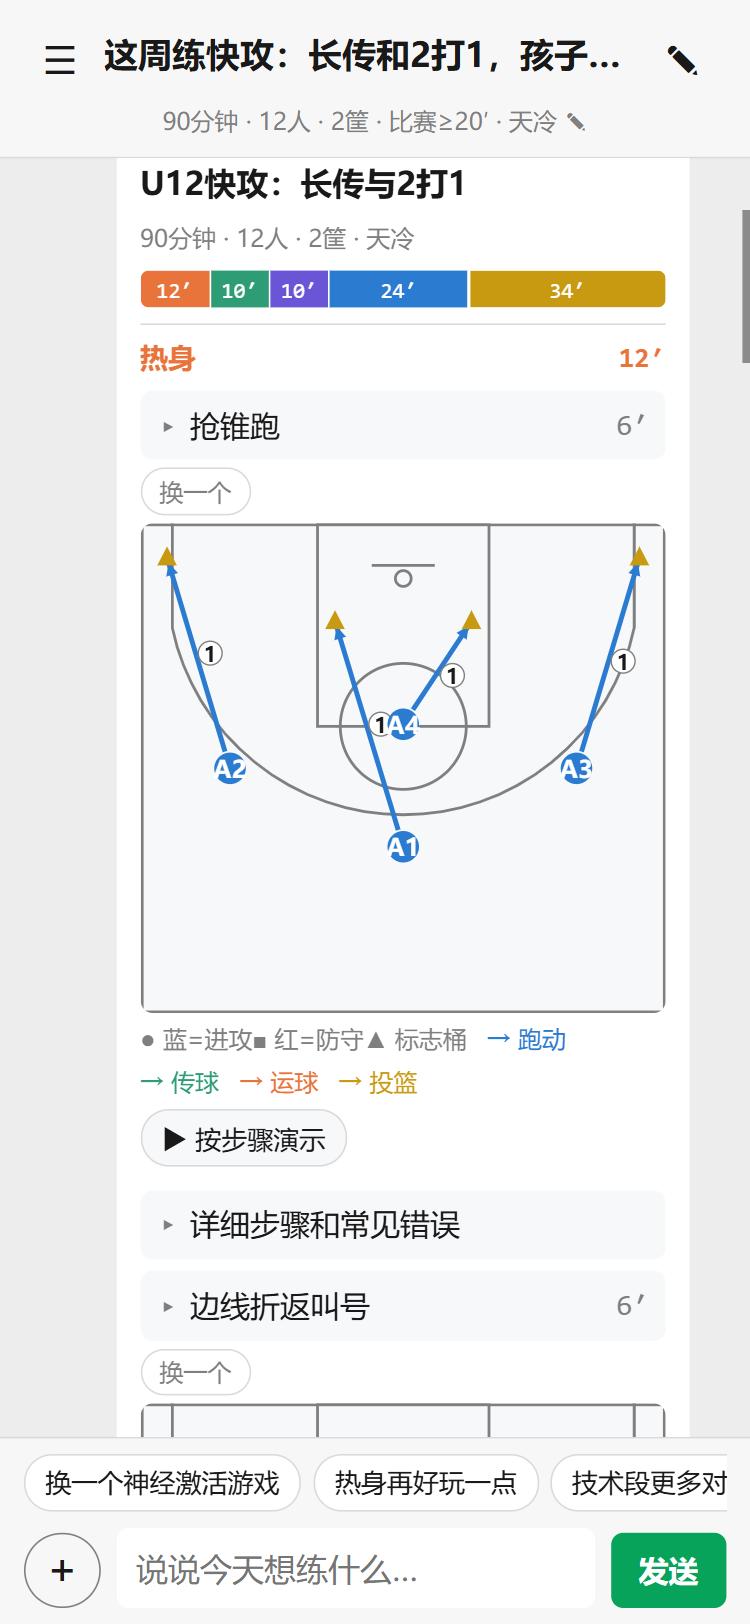 ☰ 这周练快攻：长传和2打1，孩子…
90分钟 · 12人 · 2筐 · 比赛≥20′ · 天冷
U12快攻：长传与2打1
90分钟 · 12人 · 2筐 · 天冷
12′ 10′ 10′ 24′ 34′
热身 12′
▸ 抢锥跑 6′
换一个
1
1
1
1
A4
A2
A3
A1
● 蓝=进攻■ 红=防守▲ 标志桶 → 跑动
→ 传球 → 运球 → 投篮
▶ 按步骤演示
▸ 详细步骤和常见错误
▸ 边线折返叫号 6′
换一个
换一个神经激活游戏 热身再好玩一点 技术段更多对
+ 说说今天想练什么… 发送